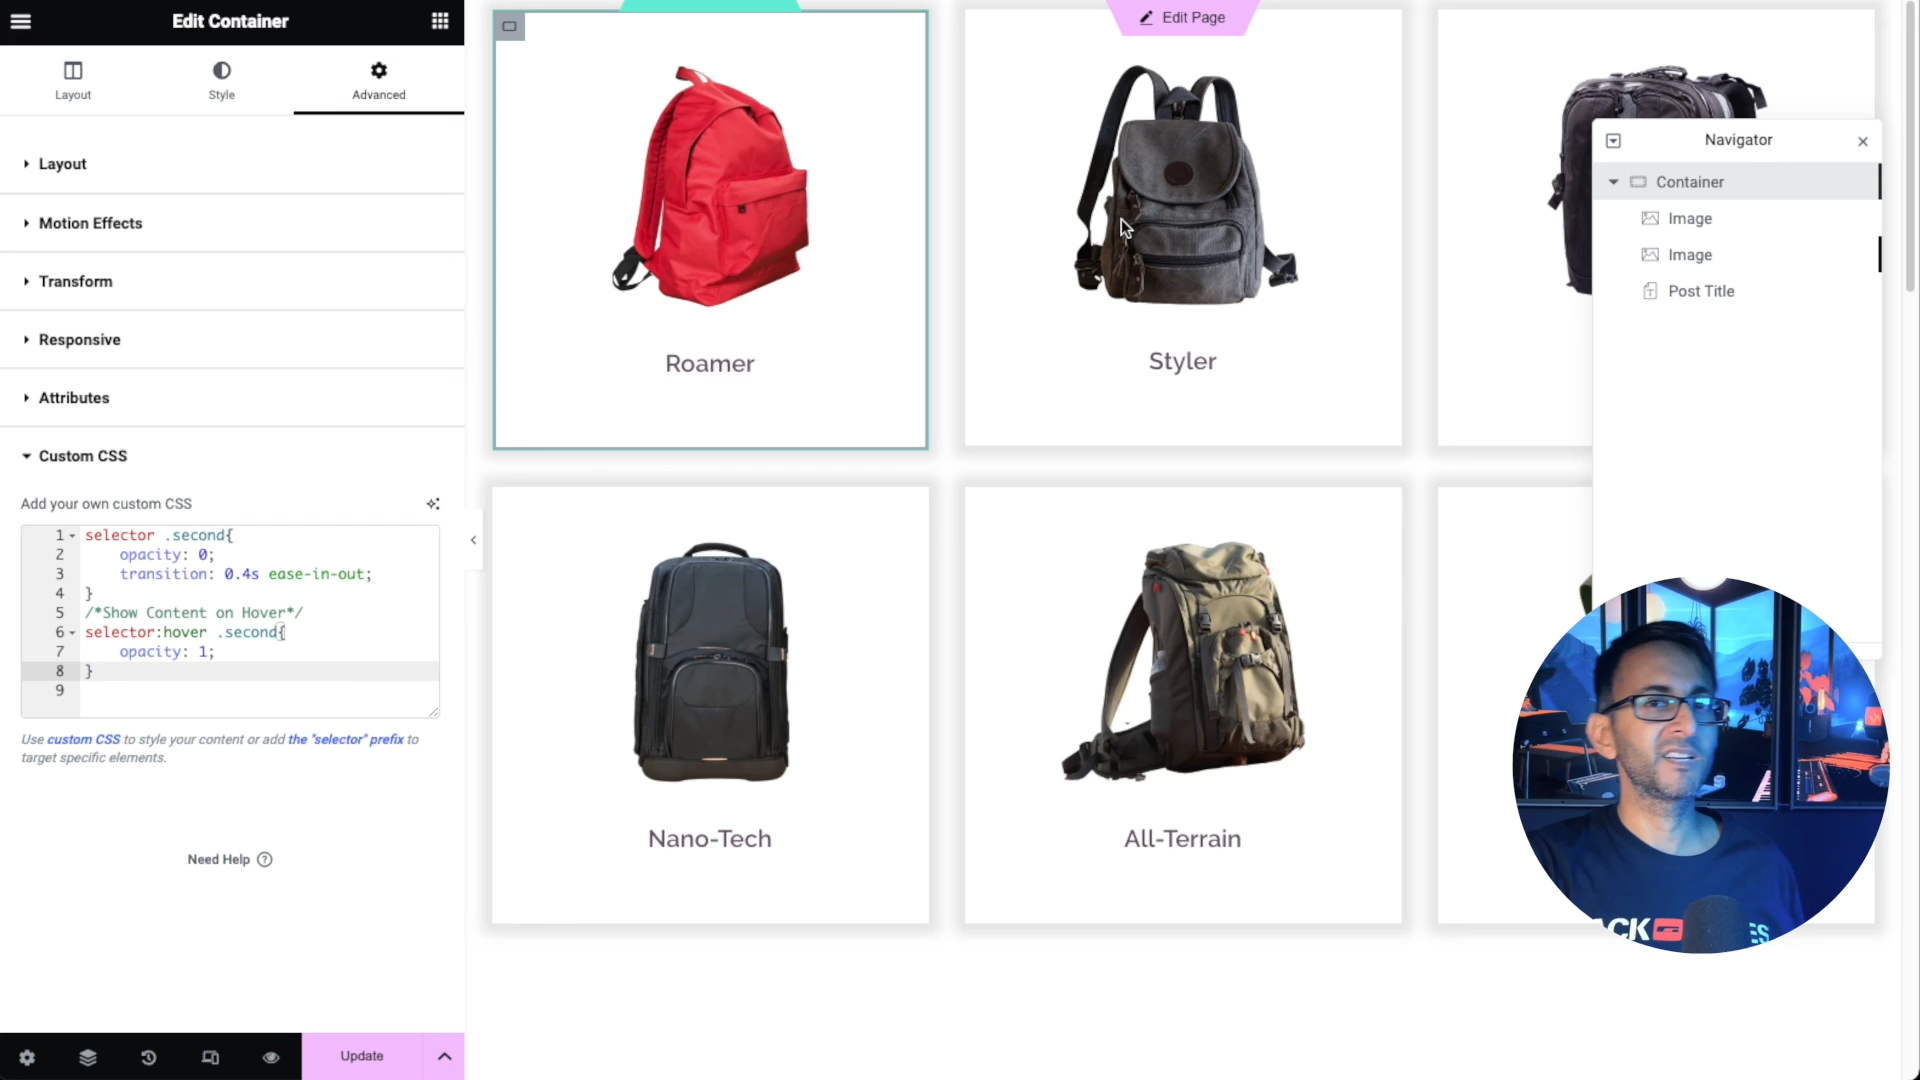 Edit Container
Layout
Style
Advanced
Layout
Motion Effects
Transform
Responsive
Attributes
Custom CSS
Add your own custom CSS
1 selector .second{
2 opacity: 0;
3 transition: 0.4s ease-in-out;
4 }
5 /*Show Content on Hover*/
6 selector:hover .second{
7 opacity: 1;
8 }
9
Use custom CSS to style your content or add the "selector" prefix to
target specific elements.
Need Help
Update
Edit Page
Roamer
Styler
Nano-Tech
All-Terrain
Navigator
Container
Image
Image
Post Title